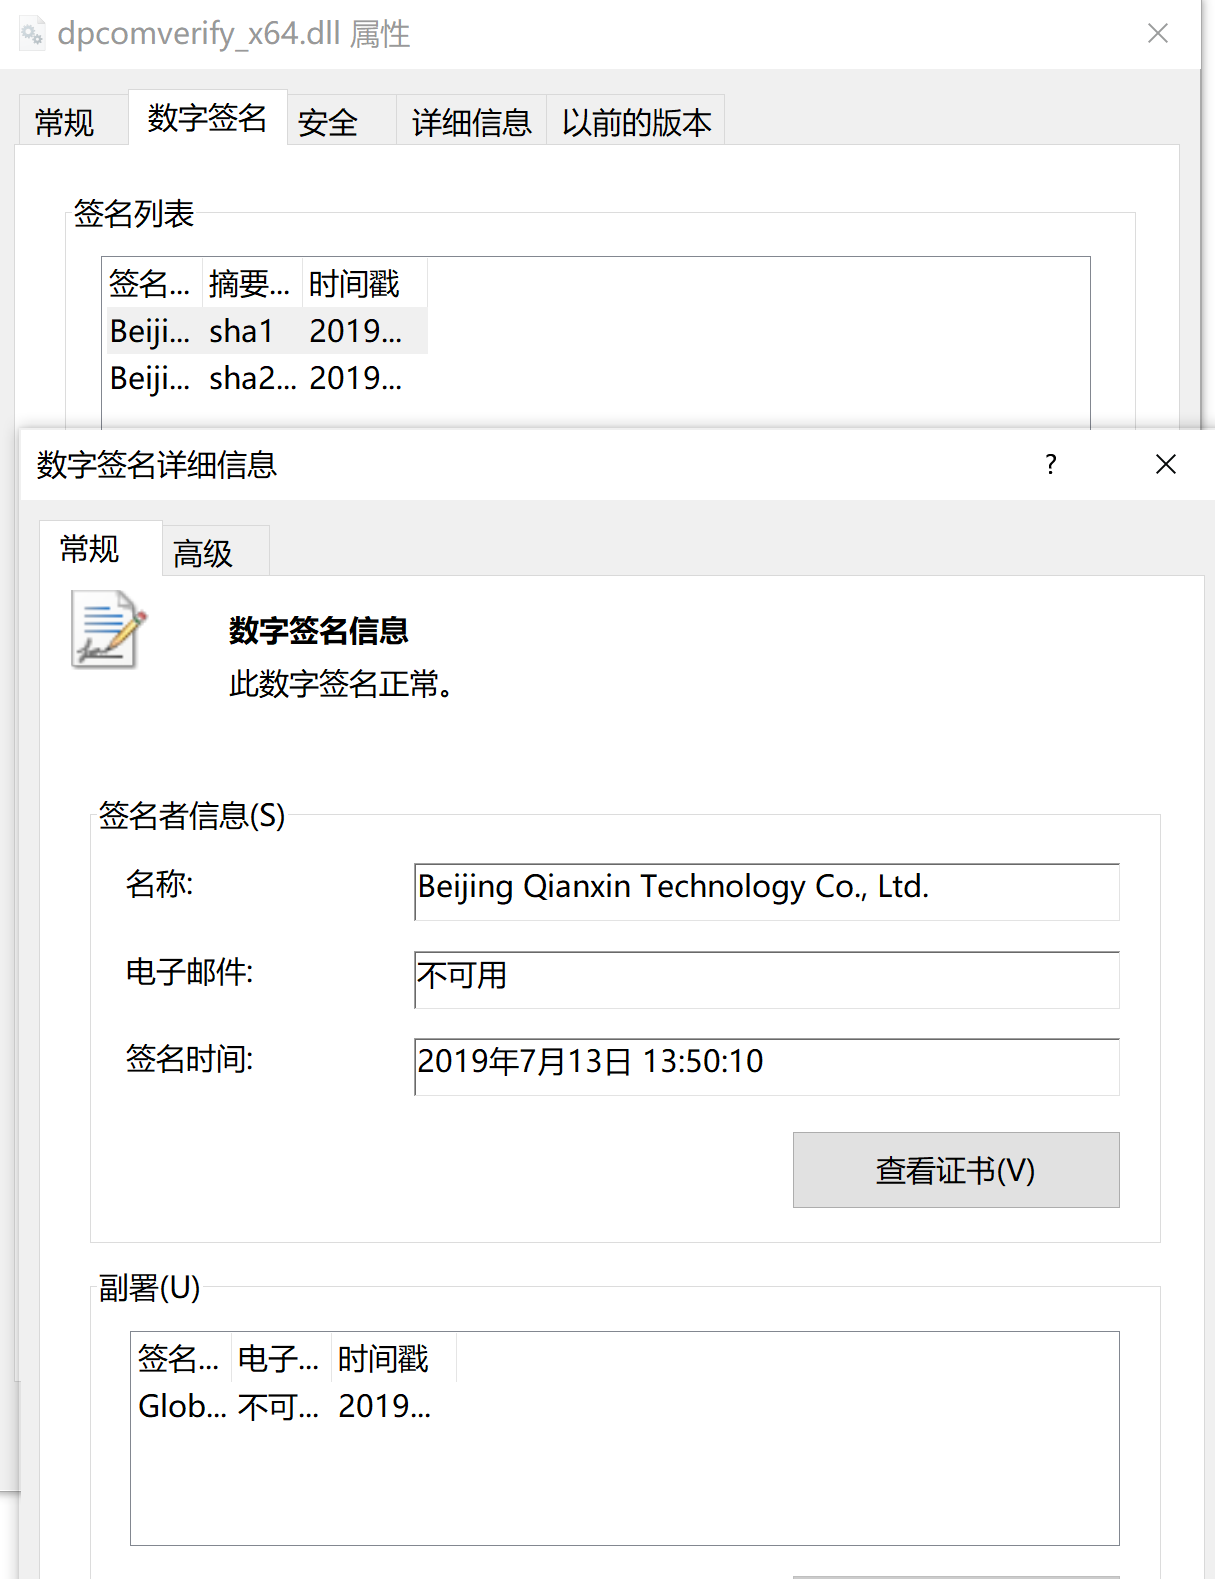 dpcomverify_x64.dll 属性
常规 数字签名 安全 详细信息 以前的版本
签名列表
签名... 摘要... 时间戳
Beiji... sha1 2019...
Beiji... sha2... 2019...
数字签名详细信息 ?
常规 高级
数字签名信息
此数字签名正常。
签名者信息(S)
名称: Beijing Qianxin Technology Co., Ltd.
电子邮件: 不可用
签名时间: 2019年7月13日 13:50:10
查看证书(V)
副署(U)
签名... 电子... 时间戳
Glob... 不可... 2019...